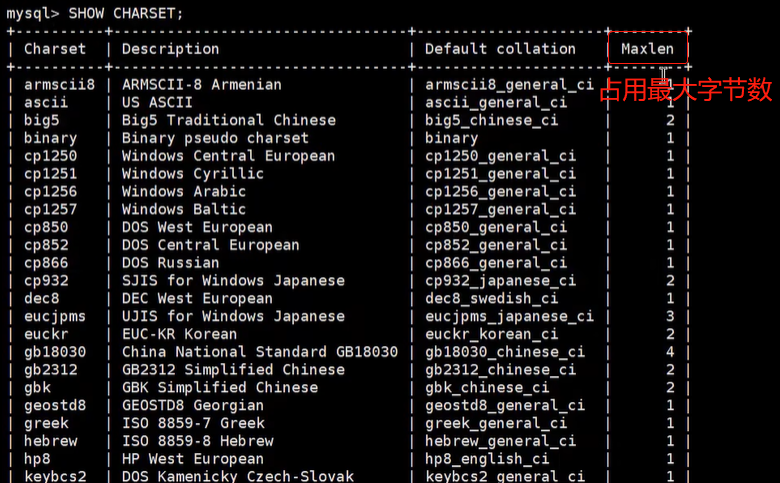 mysql> SHOW CHARSET;
+----------+---------------------------------+---------------------+--------+
| Charset | Description | Default collation | Maxlen |
+----------+---------------------------------+---------------------+--------+
| armscii8 | ARMSCII-8 Armenian | armscii8_general_ci
占用最大字节数
| ascii | US ASCII | ascii_general_ci | 1 |
| big5 | Big5 Traditional Chinese | big5_chinese_ci | 2 |
| binary | Binary pseudo charset | binary | 1 |
| cp1250 | Windows Central European | cp1250_general_ci | 1 |
| cp1251 | Windows Cyrillic | cp1251_general_ci | 1 |
| cp1256 | Windows Arabic | cp1256_general_ci | 1 |
| cp1257 | Windows Baltic | cp1257_general_ci | 1 |
| cp850 | DOS West European | cp850_general_ci | 1 |
| cp852 | DOS Central European | cp852_general_ci | 1 |
| cp866 | DOS Russian | cp866_general_ci | 1 |
| cp932 | SJIS for Windows Japanese | cp932_japanese_ci | 2 |
| dec8 | DEC West European | dec8_swedish_ci | 1 |
| eucjpms | UJIS for Windows Japanese | eucjpms_japanese_ci | 3 |
| euckr | EUC-KR Korean | euckr_korean_ci | 2 |
| gb18030 | China National Standard GB18030 | gb18030_chinese_ci | 4 |
| gb2312 | GB2312 Simplified Chinese | gb2312_chinese_ci | 2 |
| gbk | GBK Simplified Chinese | gbk_chinese_ci | 2 |
| geostd8 | GEOSTD8 Georgian | geostd8_general_ci | 1 |
| greek | ISO 8859-7 Greek | greek_general_ci | 1 |
| hebrew | ISO 8859-8 Hebrew | hebrew_general_ci | 1 |
| hp8 | HP West European | hp8_english_ci | 1 |
| keybcs2 | DOS Kamenicky Czech-Slovak | keybcs2_general_ci | 1 |